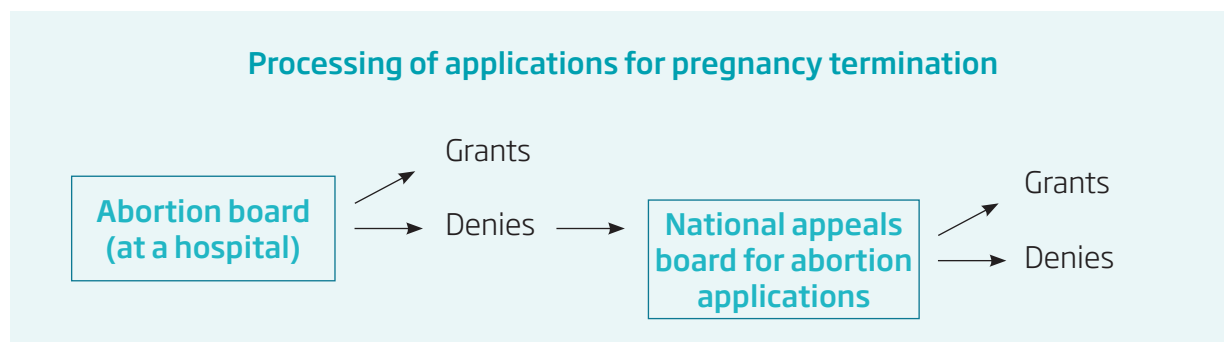 Processing of applications for pregnancy termination
Abortion board
(at a hospital)
Grants
Denies
National appeals
board for abortion
applications
Grants
Denies